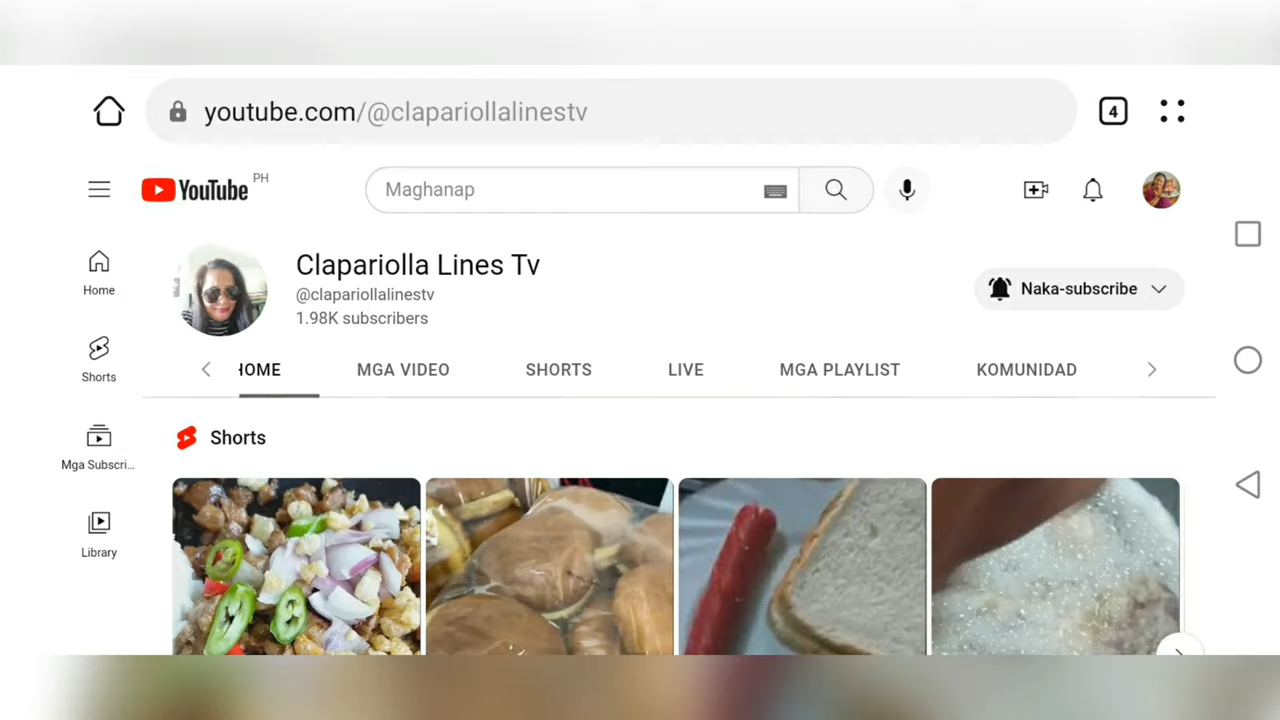 youtube.com/@clapariollalinestv
4
YouTube PH
Maghanap
Clapariolla Lines Tv
@clapariollalinestv
1.98K subscribers
Naka-subscribe
Home
Shorts
Mga Subscri...
Library
HOME
MGA VIDEO
SHORTS
LIVE
MGA PLAYLIST
KOMUNIDAD
Shorts